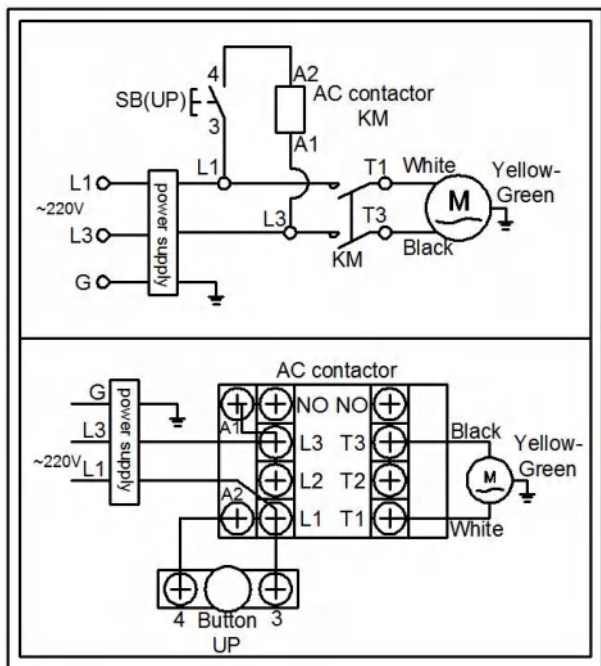 4
A2
SB(UP)
AC contactor
KM
3
A1
L1
T1
White
Yellow-
Green
L1
~220V
power supply
M
L3
L3
T3
KM
Black
G
AC contactor
G
NO
NO
A1
L3
L3
T3
Black
Yellow-
Green
~220V
power supply
L1
L2
T2
M
A2
L1
T1
White
4
Button
3
UP